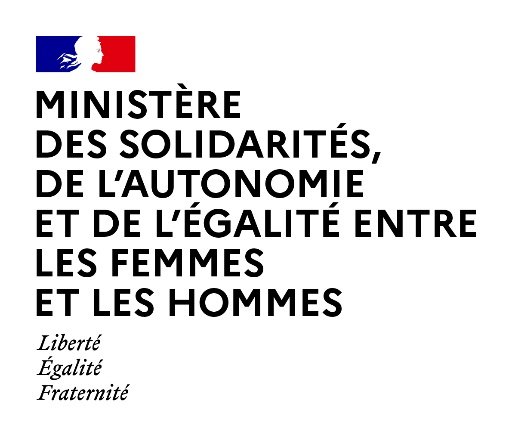 MINISTÈRE
DES SOLIDARITÉS,
DE L'AUTONOMIE
ET DE L'ÉGALITÉ ENTRE
LES FEMMES
ET LES HOMMES
Liberté
Égalité
Fraternité